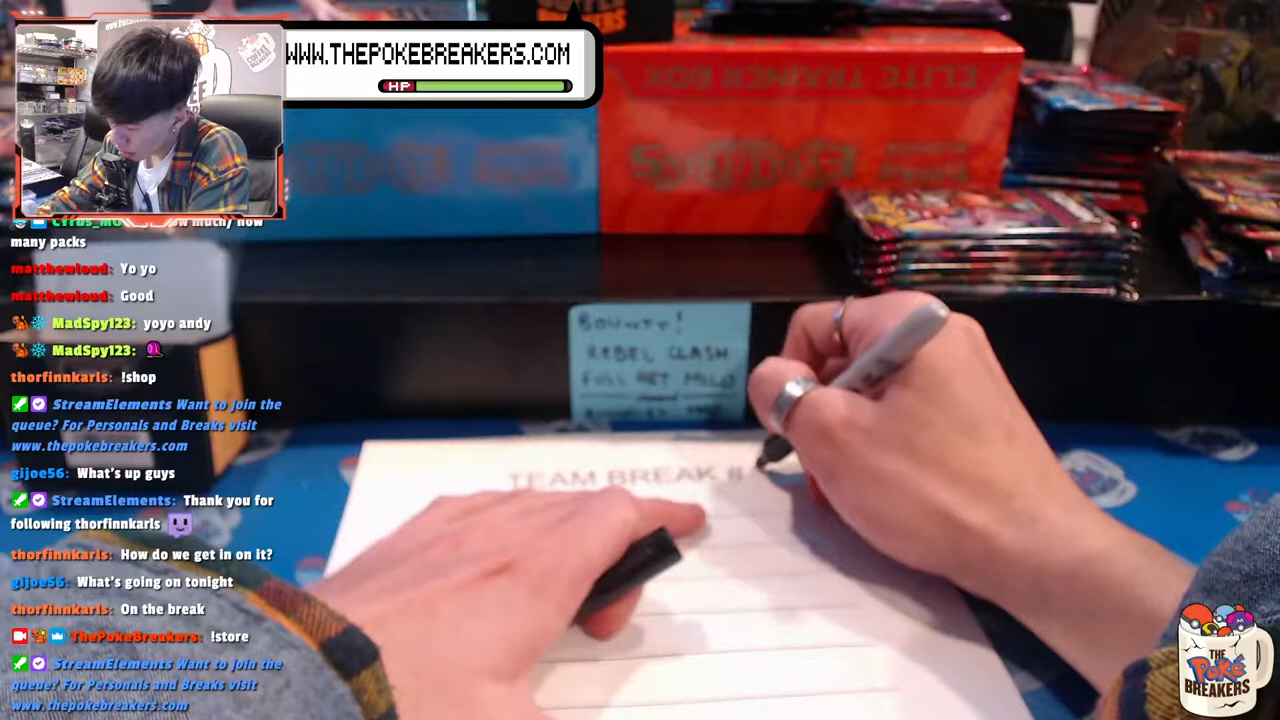 WWW.THEPOKEBREAKERS.COM
HP
ELITE TRAINER BOX
many packs
matthewloud: Yo yo
matthewloud: Good
MadSpy123: yoyo andy
MadSpy123:
thorfinnkarls: !shop
StreamElements Want to join the
queue? For Personals and Breaks visit
www.thepokebreakers.com
gijoe56: What's up guys
StreamElements: Thank you for
following thorfinnkarls
thorfinnkarls: How do we get in on it?
gijoe56: What's going on tonight
thorfinnkarls: On the break
ThePokeBreakers: !store
StreamElements Want to join the
queue? For Personals and Breaks visit
www.thepokebreakers.com
BOUNTY!
REBEL CLASH
FULL ART MILO
TEAM BREAK #
THE
POKÉ
BREAKERS